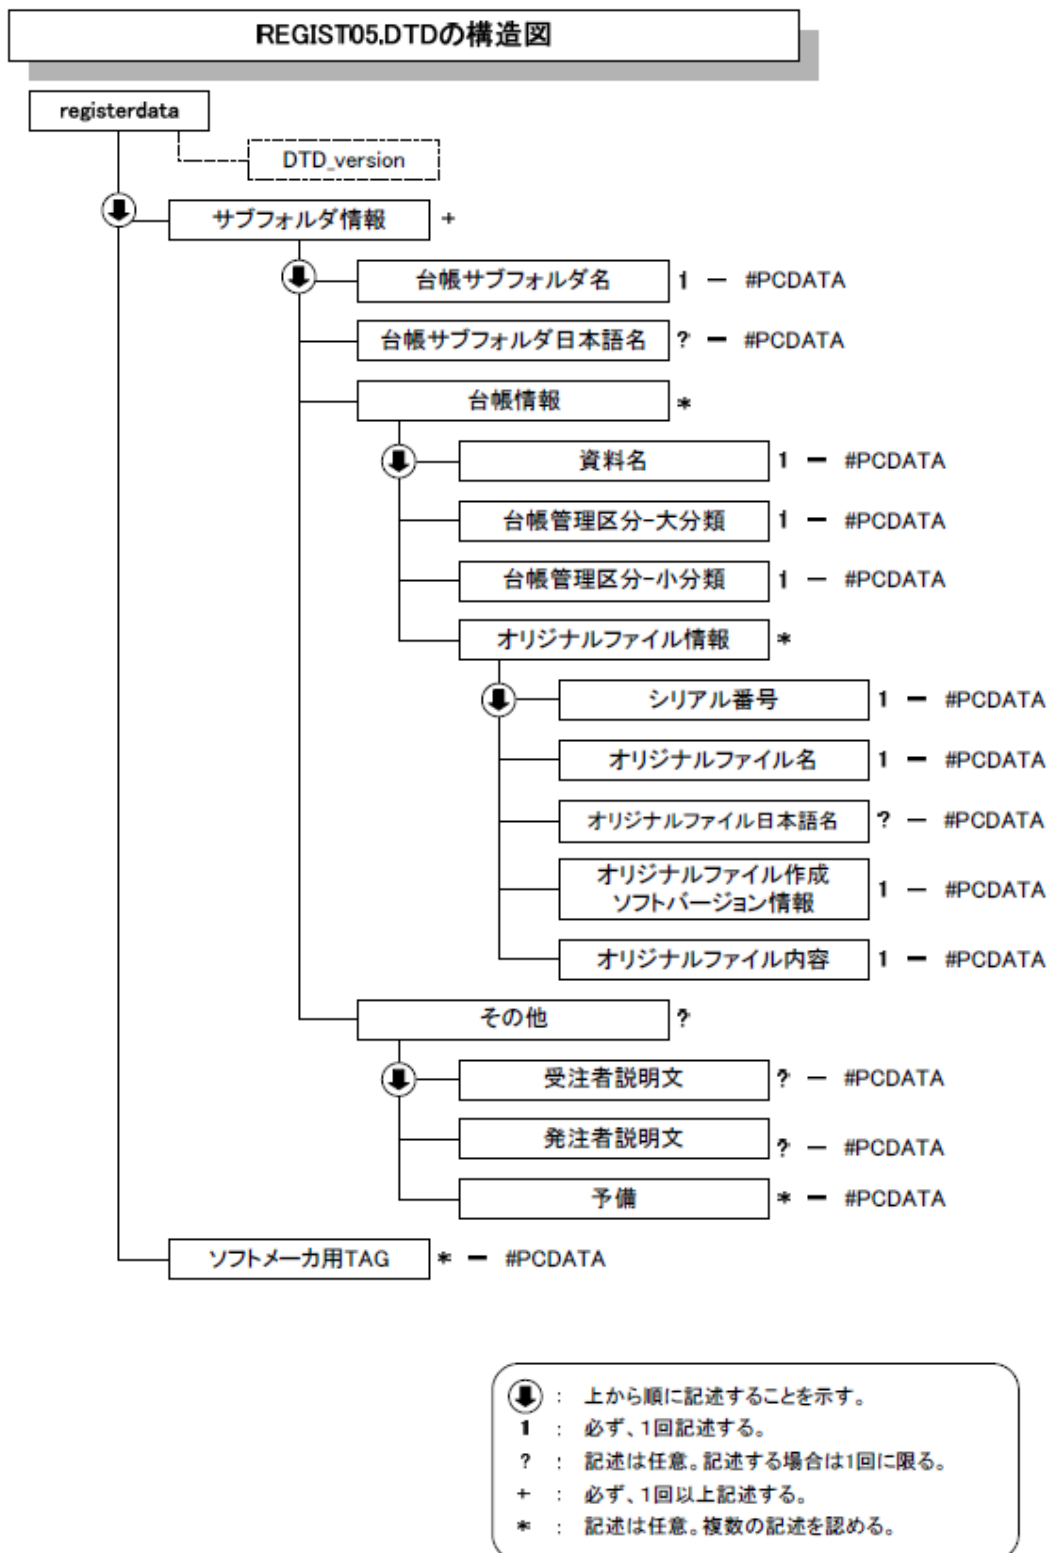 REGIST05.DTDの構造図
registerdata
DTD_version
サブフォルダ情報 +
台帳サブフォルダ名 1 － #PCDATA
台帳サブフォルダ日本語名 ? － #PCDATA
台帳情報 *
資料名 1 － #PCDATA
台帳管理区分-大分類 1 － #PCDATA
台帳管理区分-小分類 1 － #PCDATA
オリジナルファイル情報 *
シリアル番号 1 － #PCDATA
オリジナルファイル名 1 － #PCDATA
オリジナルファイル日本語名 ? － #PCDATA
オリジナルファイル作成
ソフトバージョン情報 1 － #PCDATA
オリジナルファイル内容 1 － #PCDATA
その他 ?
受注者説明文 ? － #PCDATA
発注者説明文 ? － #PCDATA
予備 * － #PCDATA
ソフトメーカ用TAG * － #PCDATA
： 上から順に記述することを示す。
1 ： 必ず、1回記述する。
? ： 記述は任意。記述する場合は1回に限る。
+ ： 必ず、1回以上記述する。
* ： 記述は任意。複数の記述を認める。